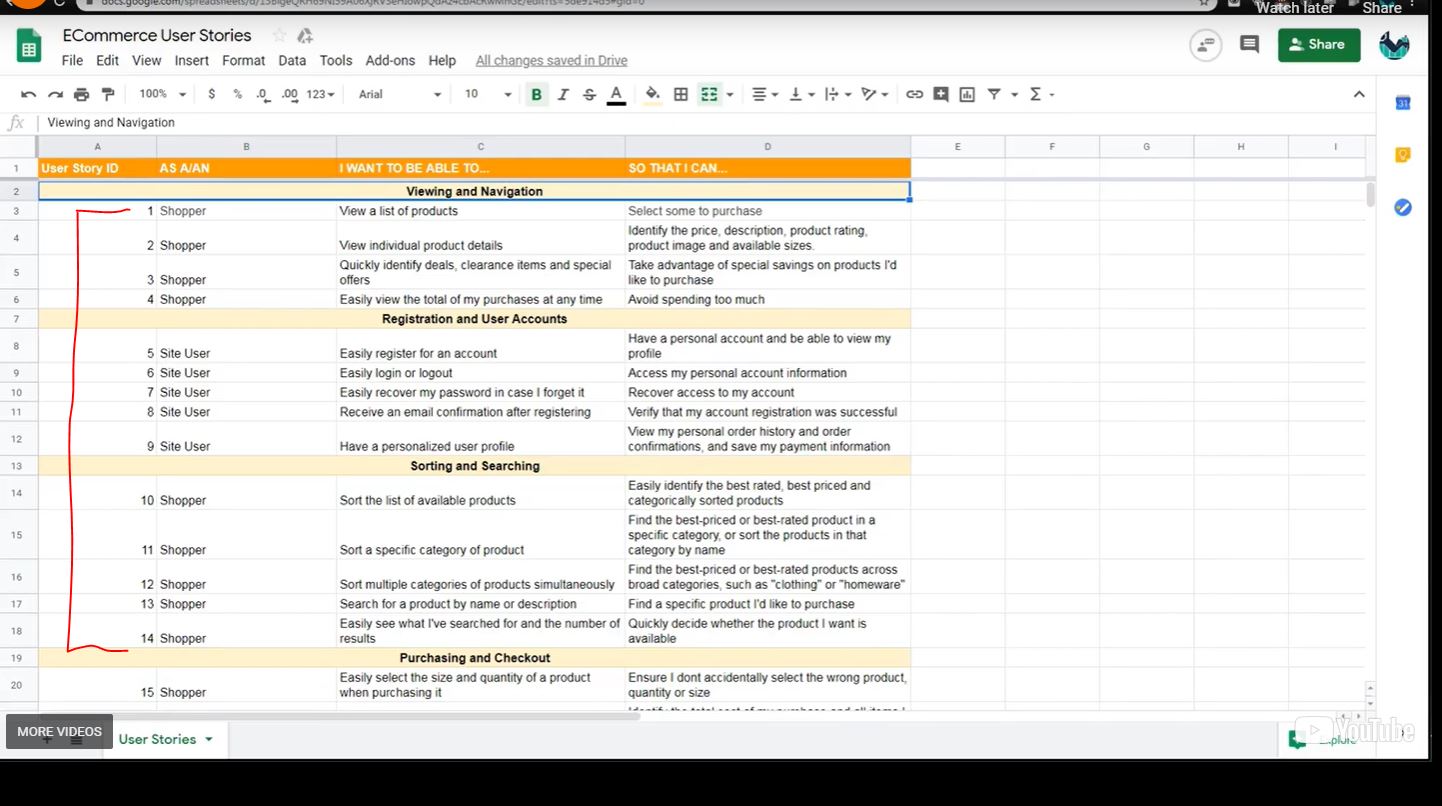 Watch later Share
ECommerce User Stories
File Edit View Insert Format Data Tools Add-ons Help All changes saved in Drive
Share
100% $ % .0 .00 123 Arial 10 B I S A
fx Viewing and Navigation
A B C D E F G H I
1 User Story ID AS A/AN I WANT TO BE ABLE TO... SO THAT I CAN...
2 Viewing and Navigation
3 1 Shopper View a list of products Select some to purchase
Identify the price, description, product rating,
4 2 Shopper View individual product details product image and available sizes.
Quickly identify deals, clearance items and special Take advantage of special savings on products I'd
5 3 Shopper offers like to purchase
6 4 Shopper Easily view the total of my purchases at any time Avoid spending too much
7 Registration and User Accounts
Have a personal account and be able to view my
8 5 Site User Easily register for an account profile
9 6 Site User Easily login or logout Access my personal account information
10 7 Site User Easily recover my password in case I forget it Recover access to my account
11 8 Site User Receive an email confirmation after registering Verify that my account registration was successful
View my personal order history and order
12 9 Site User Have a personalized user profile confirmations, and save my payment information
13 Sorting and Searching
Easily identify the best rated, best priced and
14 10 Shopper Sort the list of available products categorically sorted products
Find the best-priced or best-rated product in a
specific category, or sort the products in that
15 11 Shopper Sort a specific category of product category by name
Find the best-priced or best-rated products across
16 12 Shopper Sort multiple categories of products simultaneously broad categories, such as "clothing" or "homeware"
17 13 Shopper Search for a product by name or description Find a specific product I'd like to purchase
Easily see what I've searched for and the number of Quickly decide whether the product I want is
18 14 Shopper results available
19 Purchasing and Checkout
Easily select the size and quantity of a product Ensure I dont accidentally select the wrong product,
20 15 Shopper when purchasing it quantity or size
MORE VIDEOS
User Stories
Explore
YouTube